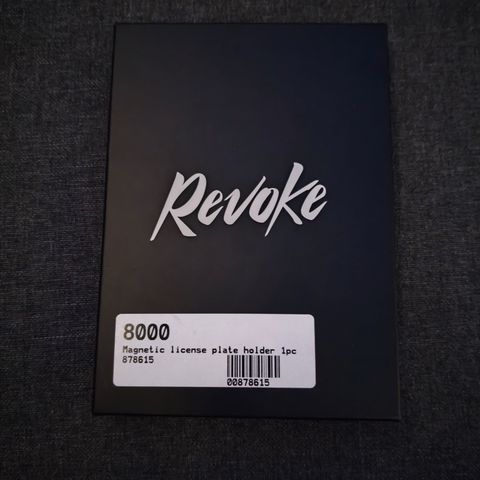 Revoke
8000
Magnetic license plate holder 1pc
878615
00878615